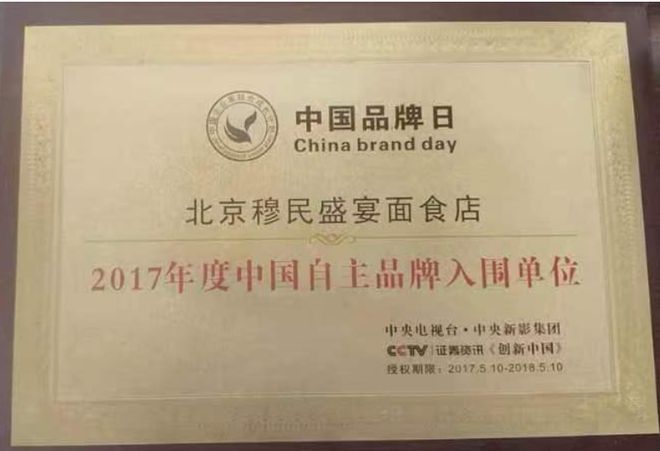 中国品牌日
China brand day
北京穆民盛宴面食店
2017年度中国自主品牌入围单位
中央电视台·中央新影集团
CCTV|证券资讯《创新中国》
授权期限：2017.5.10-2018.5.10